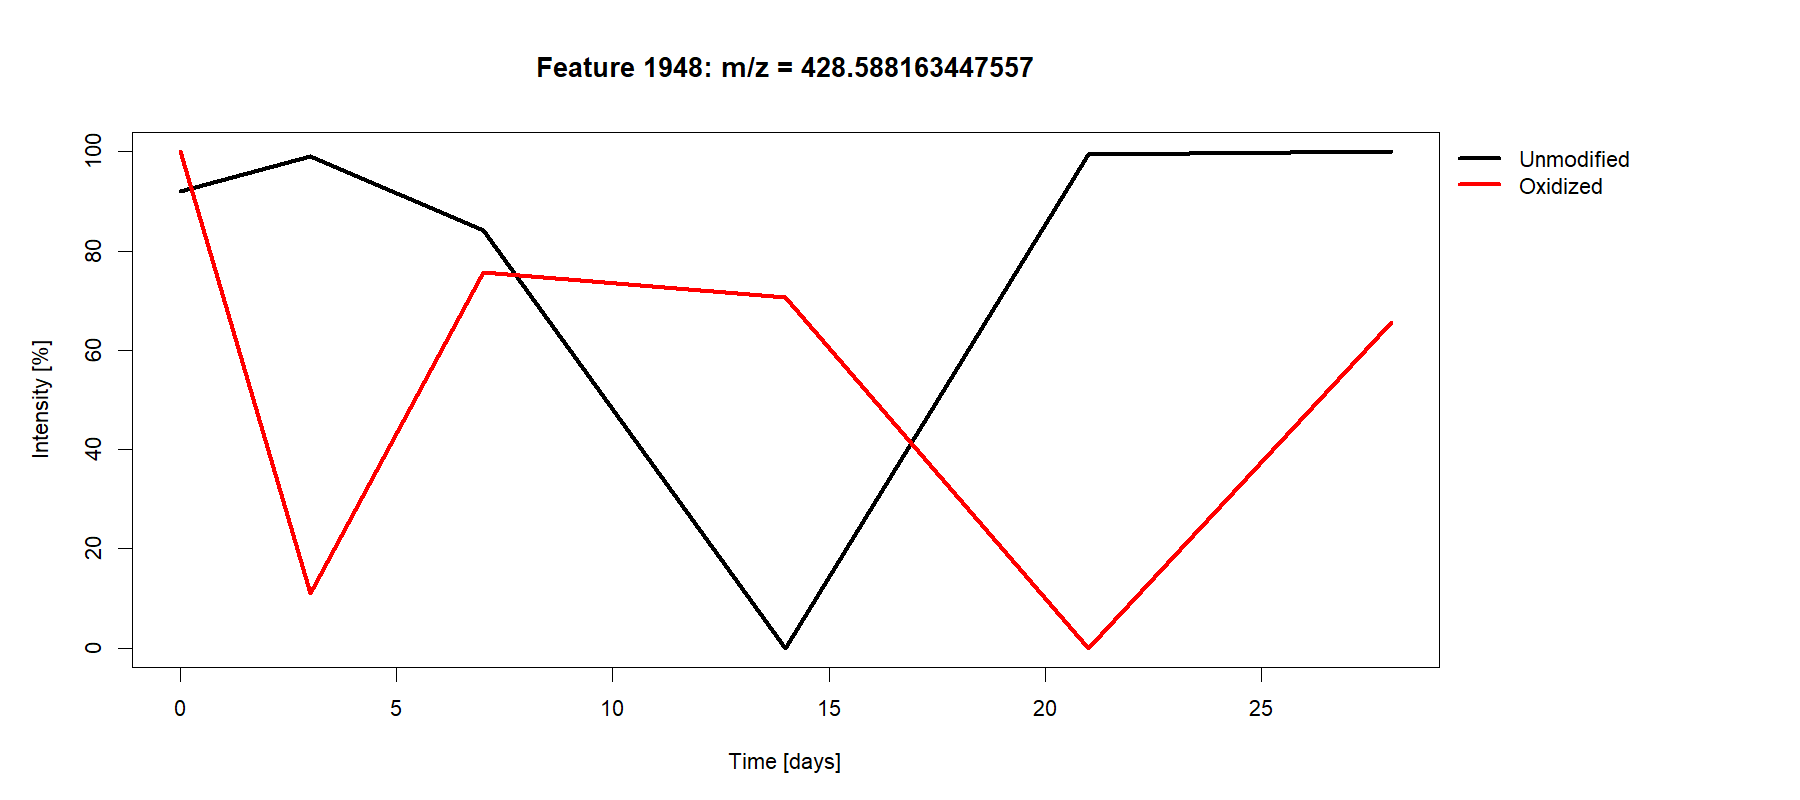 Feature 1948: m/z = 428.588163447557
Unmodified
Oxidized
Intensity [%]
100
80
60
40
20
0
0 5 10 15 20 25
Time [days]